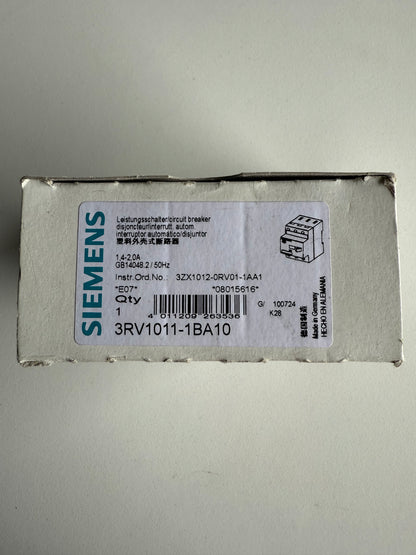 SIEMENS
Leistungsschalter/circuit breaker
disjoncteur/interrutt. autom.
interruptor automático/disjuntor
塑料外壳式断路器
1,4-2,0A
GB14048.2 / 50Hz
Instr.Ord.No.: 3ZX1012-0RV01-1AA1
*E07* *08015616*
Qty
1
G/ 100724
K28
4 011209 263536
3RV1011-1BA10
德国制造
Made in Germany
HECHO EN ALEMANIA